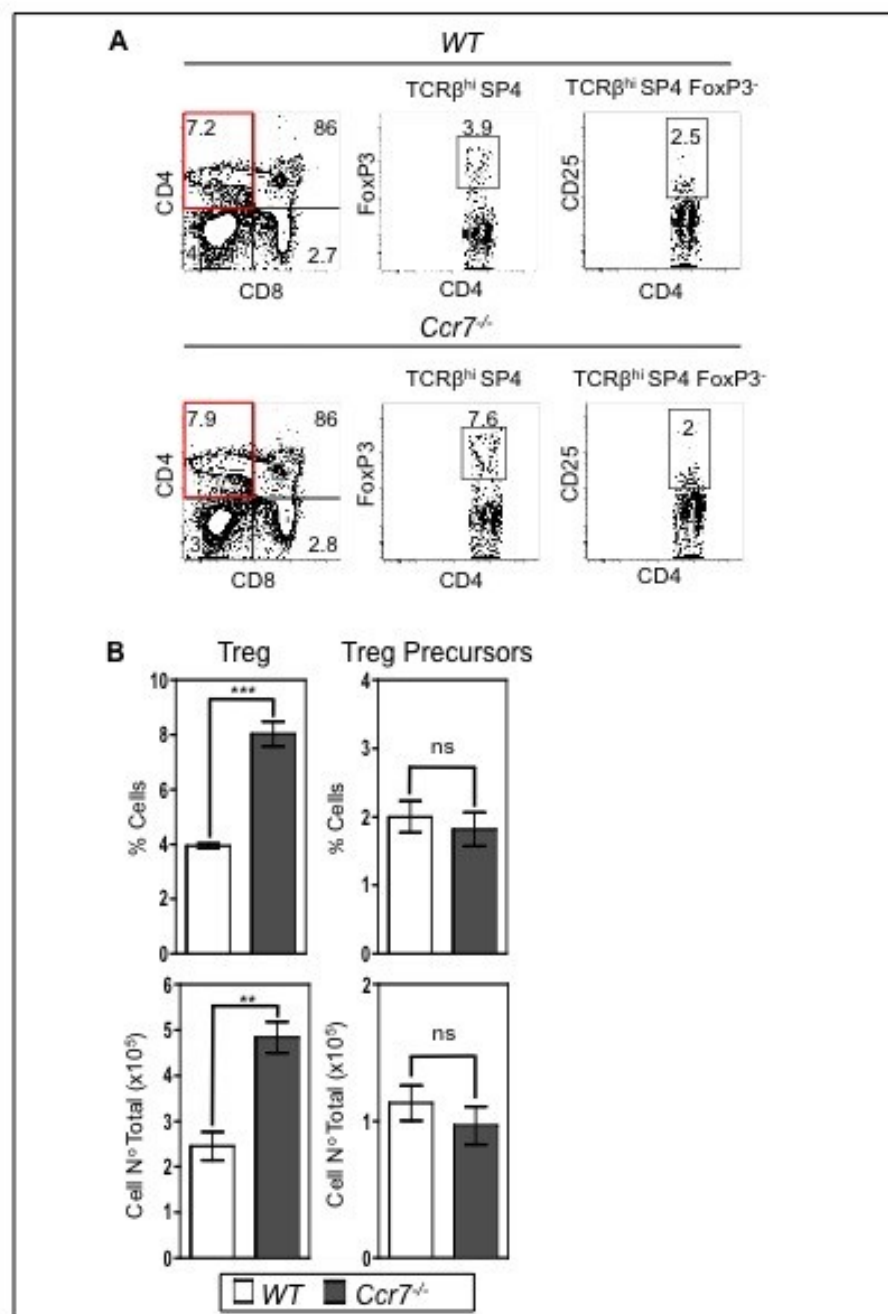 A
WT
TCRβʰⁱ SP4 TCRβʰⁱ SP4 FoxP3⁻
7.2 86
CD4
4 2.7
CD8
3.9
FoxP3
CD4
2.5
CD25
CD4
Ccr7⁻/⁻
TCRβʰⁱ SP4 TCRβʰⁱ SP4 FoxP3⁻
7.9 86
CD4
3 2.8
CD8
7.6
FoxP3
CD4
2
CD25
CD4
B
Treg Treg Precursors
10
8
6
4
2
0
% Cells
***
4
3
2
1
0
% Cells
ns
6
5
4
3
2
1
0
Cell Nº Total (x10⁵)
**
2
1
0
Cell Nº Total (x10⁵)
ns
WT Ccr7⁻/⁻